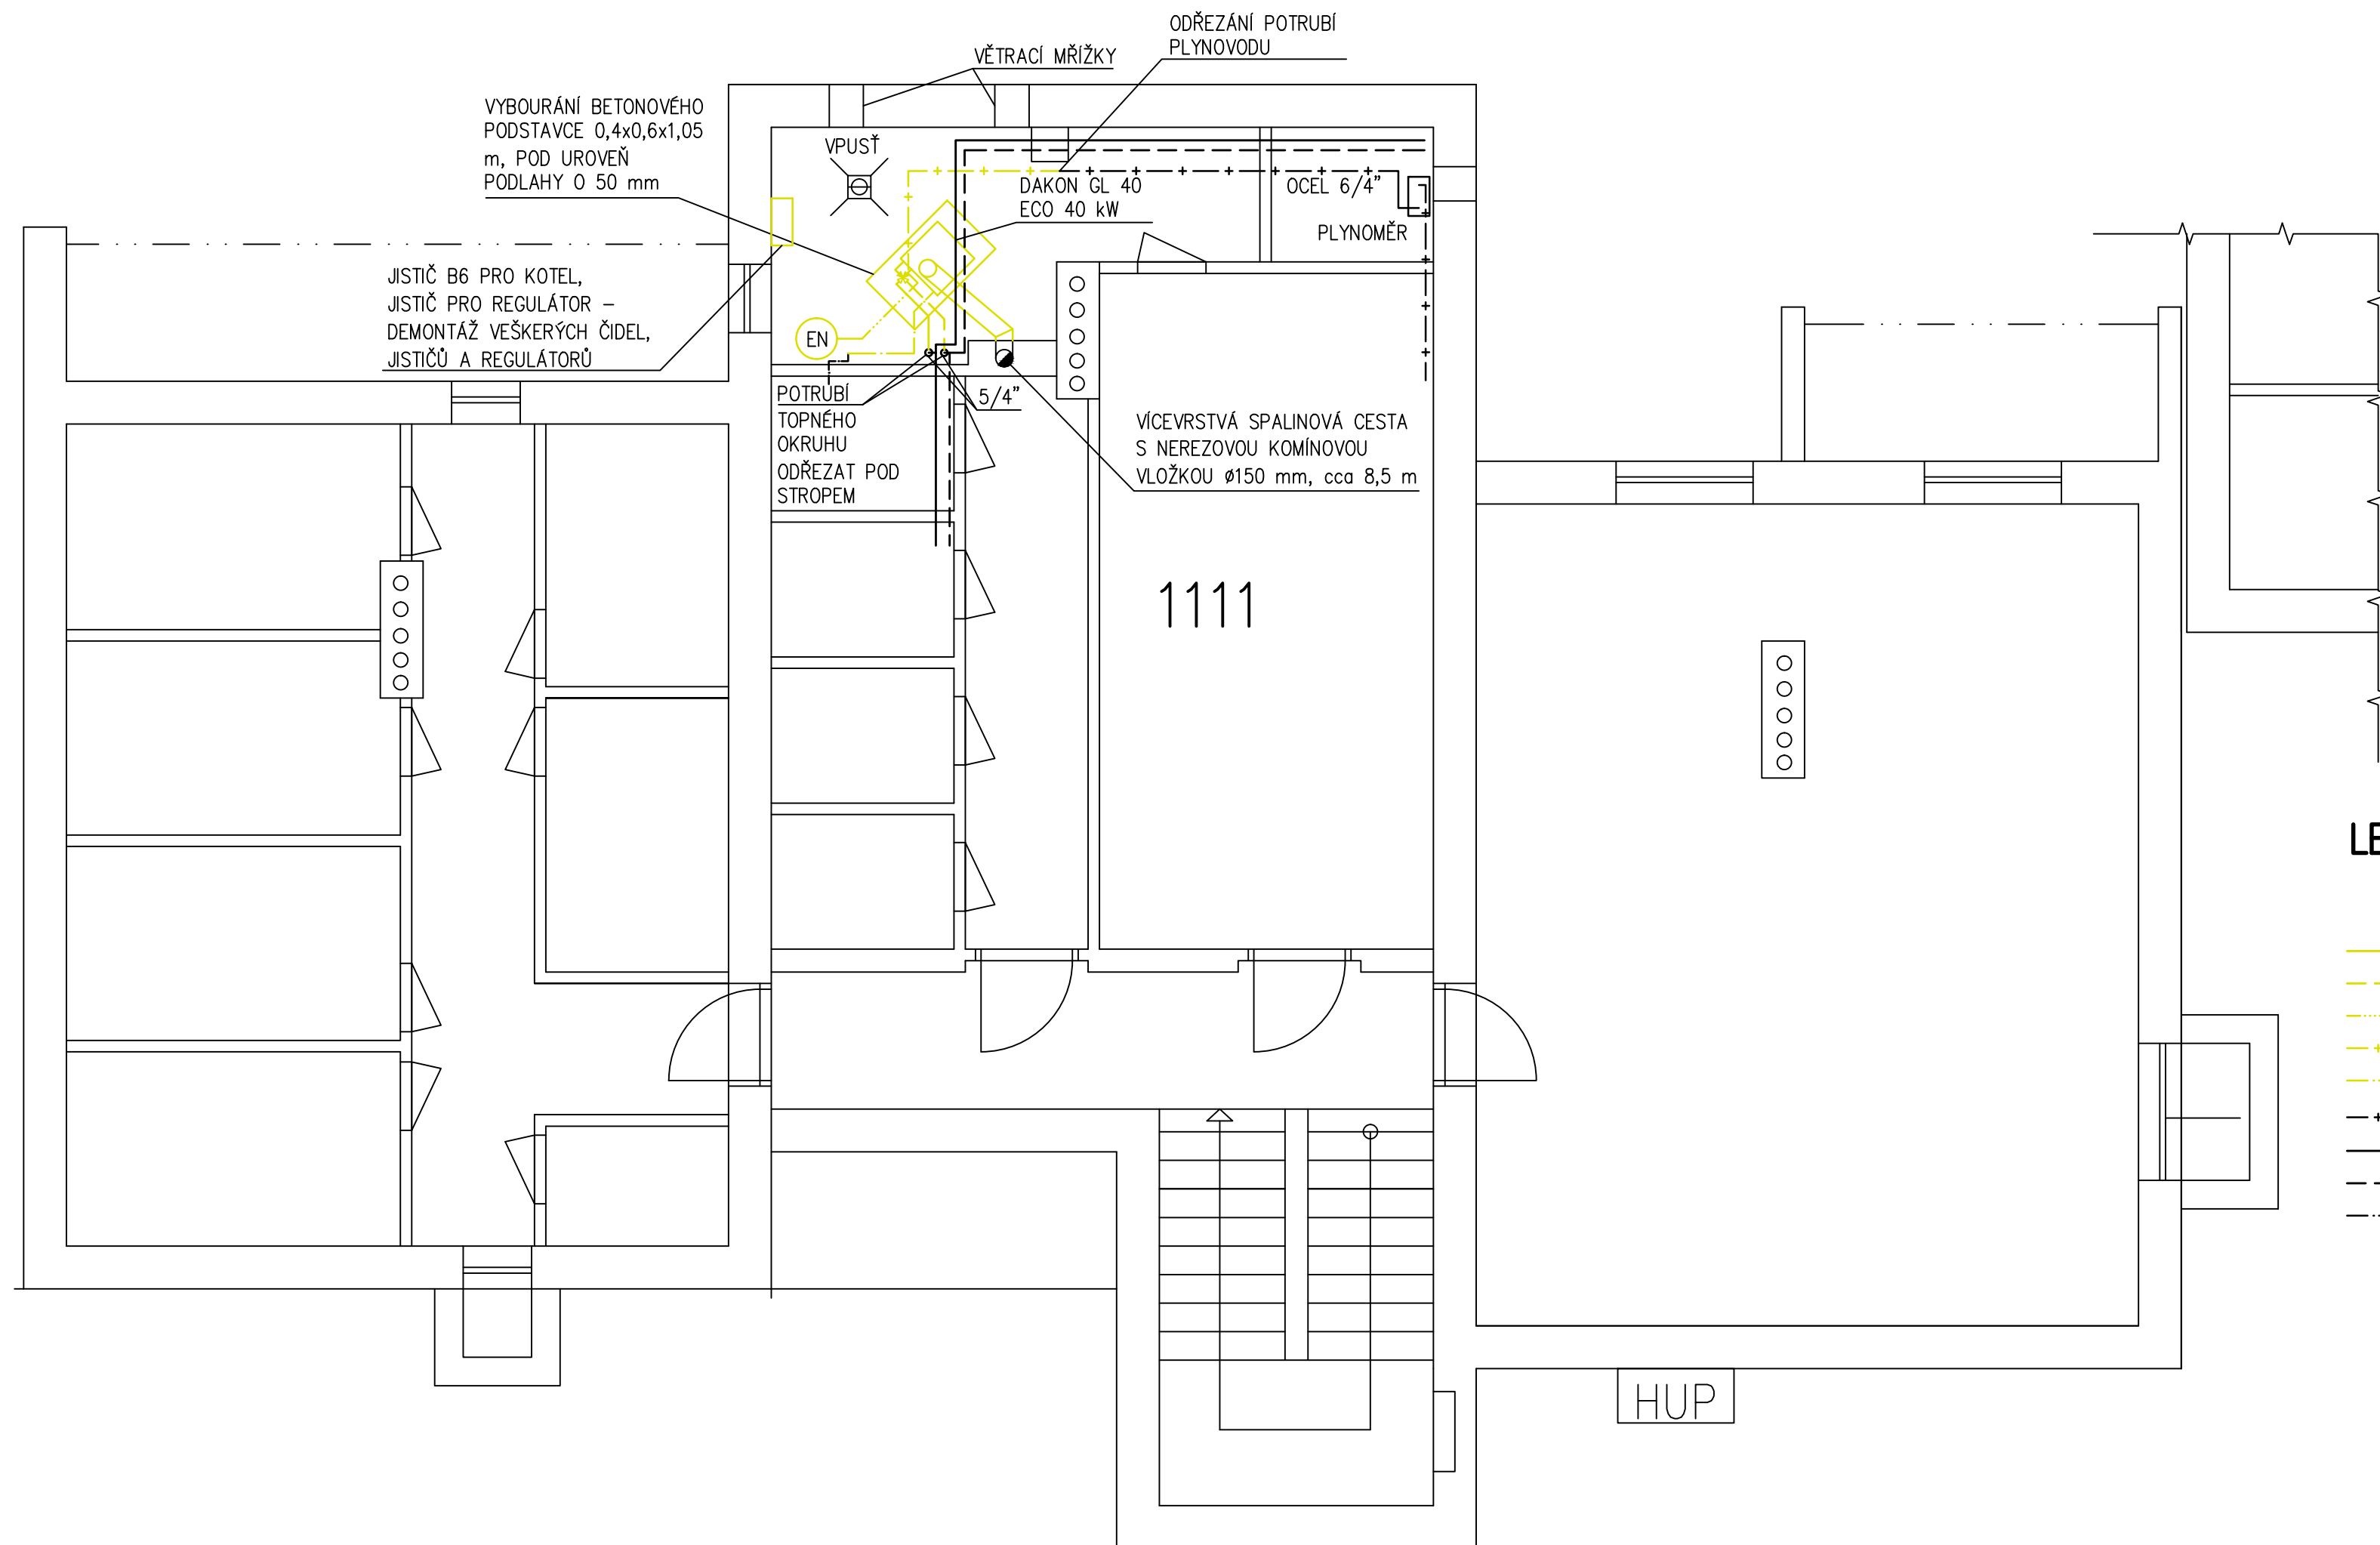 ODŘEZÁNÍ POTRUBÍ
PLYNOVODU
VĚTRACÍ MŘÍŽKY
VYBOURÁNÍ BETONOVÉHO
PODSTAVCE 0,4x0,6x1,05
m, POD UROVEŇ
PODLAHY O 50 mm
VPUSŤ
DAKON GL 40
ECO 40 kW
OCEL 6/4"
PLYNOMĚR
JISTIČ B6 PRO KOTEL,
JISTIČ PRO REGULÁTOR –
DEMONTÁŽ VEŠKERÝCH ČIDEL,
JISTIČŮ A REGULÁTORŮ
EN
POTRUBÍ
TOPNÉHO
OKRUHU
ODŘEZAT POD
STROPEM
5/4"
VÍCEVRSTVÁ SPALINOVÁ CESTA
S NEREZOVOU KOMÍNOVOU
VLOŽKOU Ø150 mm, cca 8,5 m
1111
LE
HUP